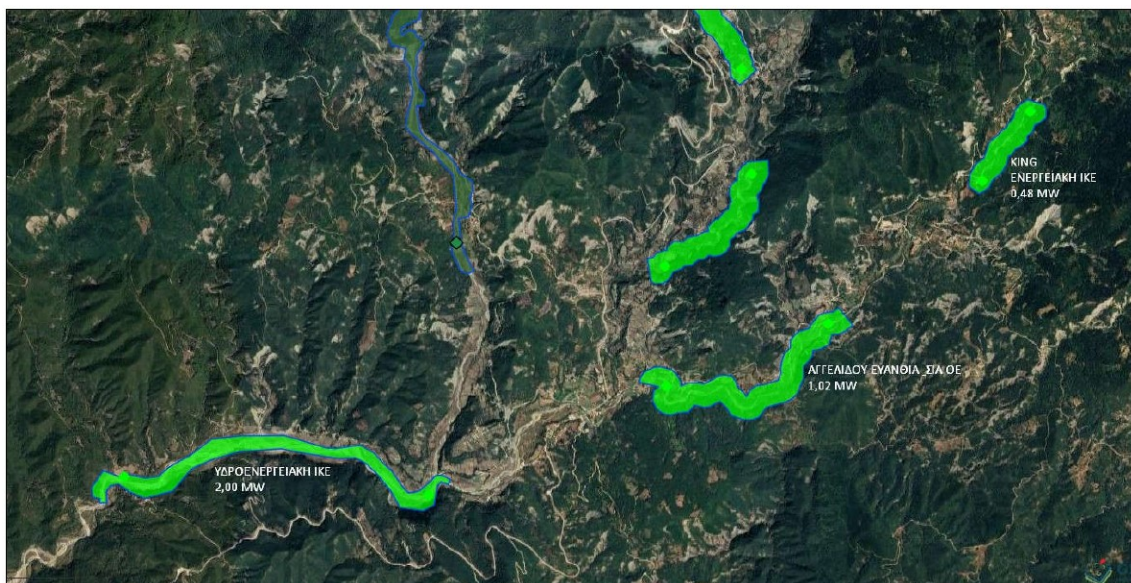 KING
ΕΝΕΡΓΕΙΑΚΗ ΙΚΕ
0,48 MW
ΑΓΓΕΛΙΔΟΥ ΕΥΑΝΘΙΑ ΣΙΑ ΟΕ
1,02 MW
ΥΔΡΟΕΝΕΡΓΕΙΑΚΗ ΙΚΕ
2,00 MW